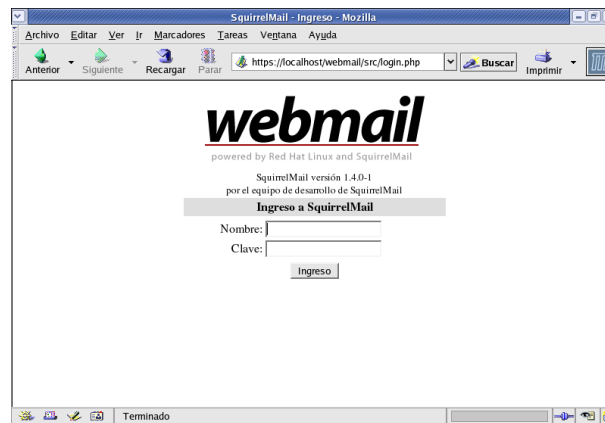 SquirrelMail - Ingreso - Mozilla
Archivo Editar Ver Ir Marcadores Tareas Ventana Ayuda
Anterior Siguiente Recargar Parar https://localhost/webmail/src/login.php Buscar Imprimir
webmail
powered by Red Hat Linux and SquirrelMail
SquirrelMail versión 1.4.0-1
por el equipo de desarrollo de SquirrelMail
Ingreso a SquirrelMail
Nombre:
Clave:
Ingreso
Terminado